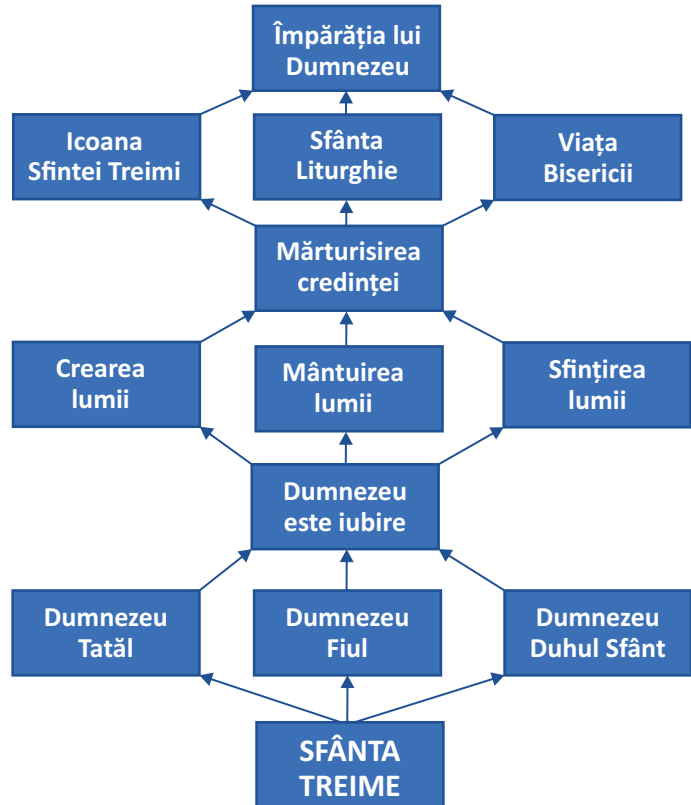 Împărăția lui
Dumnezeu
Icoana
Sfintei Treimi
Sfânta
Liturghie
Viața
Bisericii
Mărturisirea
credinței
Crearea
lumii
Mântuirea
lumii
Sfințirea
lumii
Dumnezeu
este iubire
Dumnezeu
Tatăl
Dumnezeu
Fiul
Dumnezeu
Duhul Sfânt
SFÂNTA
TREIME